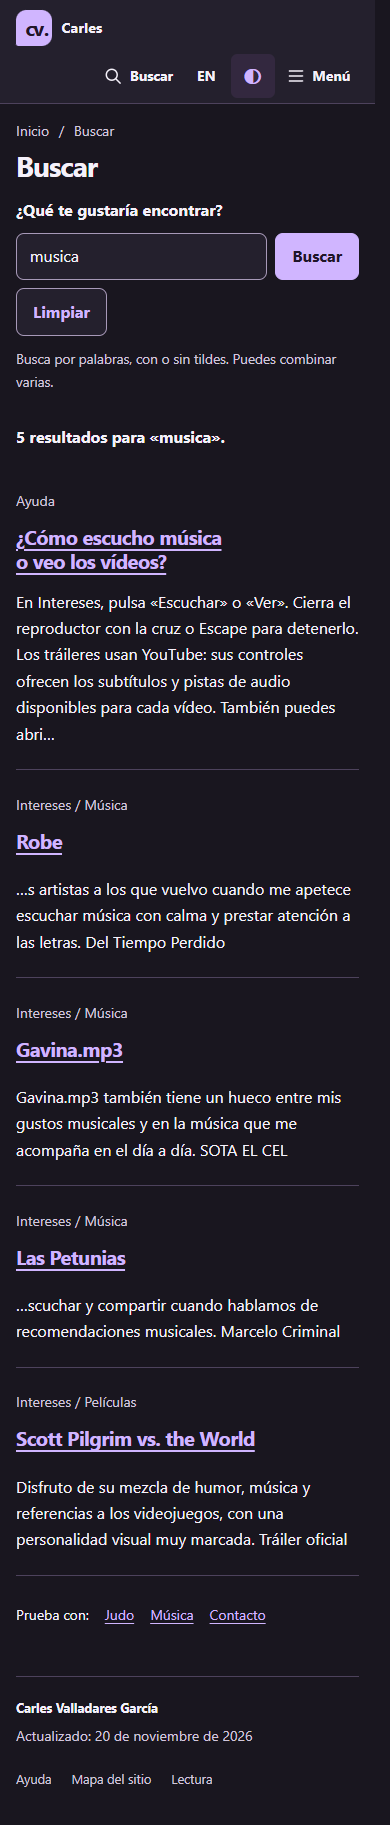 cv. Carles
Buscar EN Menú
Inicio / Buscar
Buscar
¿Qué te gustaría encontrar?
musica Buscar
Limpiar
Busca por palabras, con o sin tildes. Puedes combinar
varias.
5 resultados para «musica».
Ayuda
¿Cómo escucho música
o veo los vídeos?
En Intereses, pulsa «Escuchar» o «Ver». Cierra el
reproductor con la cruz o Escape para detenerlo.
Los tráileres usan YouTube: sus controles
ofrecen los subtítulos y pistas de audio
disponibles para cada vídeo. También puedes
abri…
Intereses / Música
Robe
…s artistas a los que vuelvo cuando me apetece
escuchar música con calma y prestar atención a
las letras. Del Tiempo Perdido
Intereses / Música
Gavina.mp3
Gavina.mp3 también tiene un hueco entre mis
gustos musicales y en la música que me
acompaña en el día a día. SOTA EL CEL
Intereses / Música
Las Petunias
…scuchar y compartir cuando hablamos de
recomendaciones musicales. Marcelo Criminal
Intereses / Películas
Scott Pilgrim vs. the World
Disfruto de su mezcla de humor, música y
referencias a los videojuegos, con una
personalidad visual muy marcada. Tráiler oficial
Prueba con: Judo Música Contacto
Carles Valladares García
Actualizado: 20 de noviembre de 2026
Ayuda Mapa del sitio Lectura